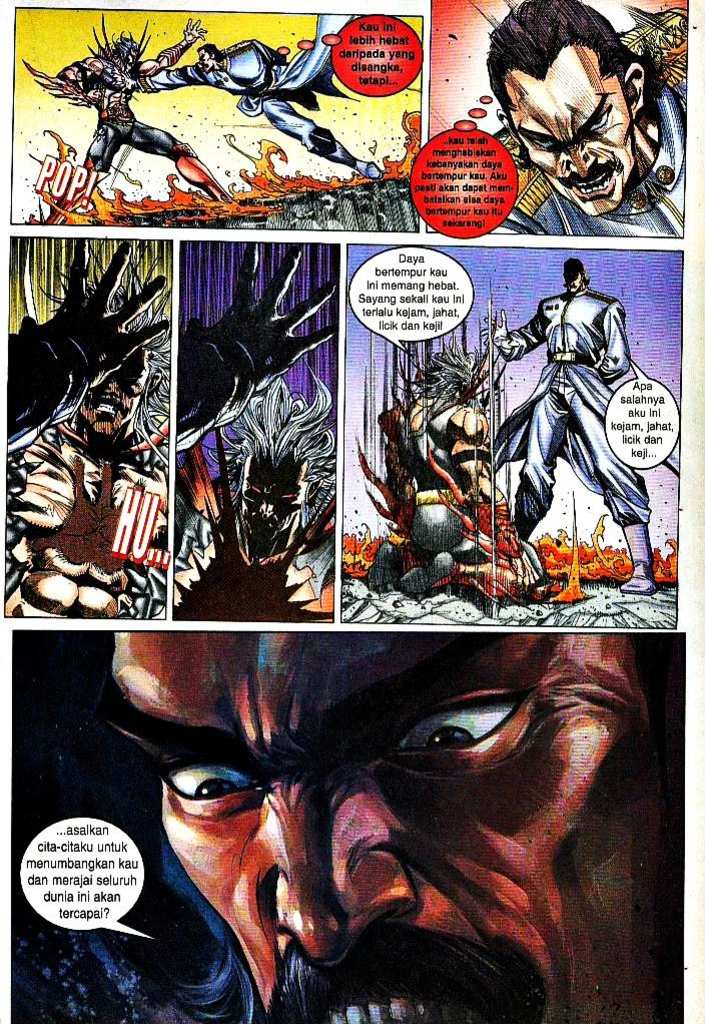 Kau ini
lebih hebat
daripada yang
disangka,
tetapi...
...kau telah
menghabiskan
kebanyakan daya
bertempur kau. Aku
pasti akan dapat mem-
batalkan sisa daya
bertempur kau itu
sekarang!
POP!
HU...
Daya
bertempur kau
ini memang hebat.
Sayang sekali kau ini
terlalu kejam, jahat,
licik dan keji!
Apa
salahnya
aku ini
kejam, jahat,
licik dan
keji...
...asalkan
cita-citaku untuk
menumbangkan kau
dan merajai seluruh
dunia ini akan
tercapai?